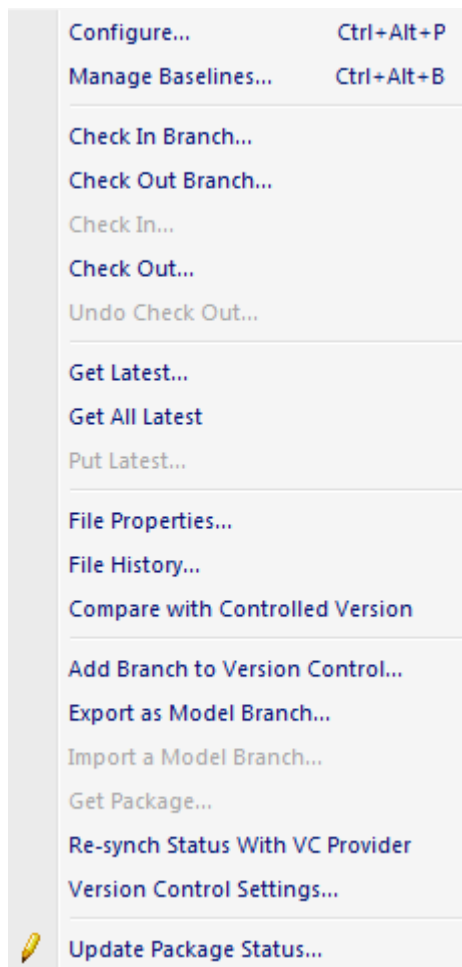 Configure... Ctrl+Alt+P
Manage Baselines... Ctrl+Alt+B
Check In Branch...
Check Out Branch...
Check In...
Check Out...
Undo Check Out...
Get Latest...
Get All Latest
Put Latest...
File Properties...
File History...
Compare with Controlled Version
Add Branch to Version Control...
Export as Model Branch...
Import a Model Branch...
Get Package...
Re-synch Status With VC Provider
Version Control Settings...
Update Package Status...